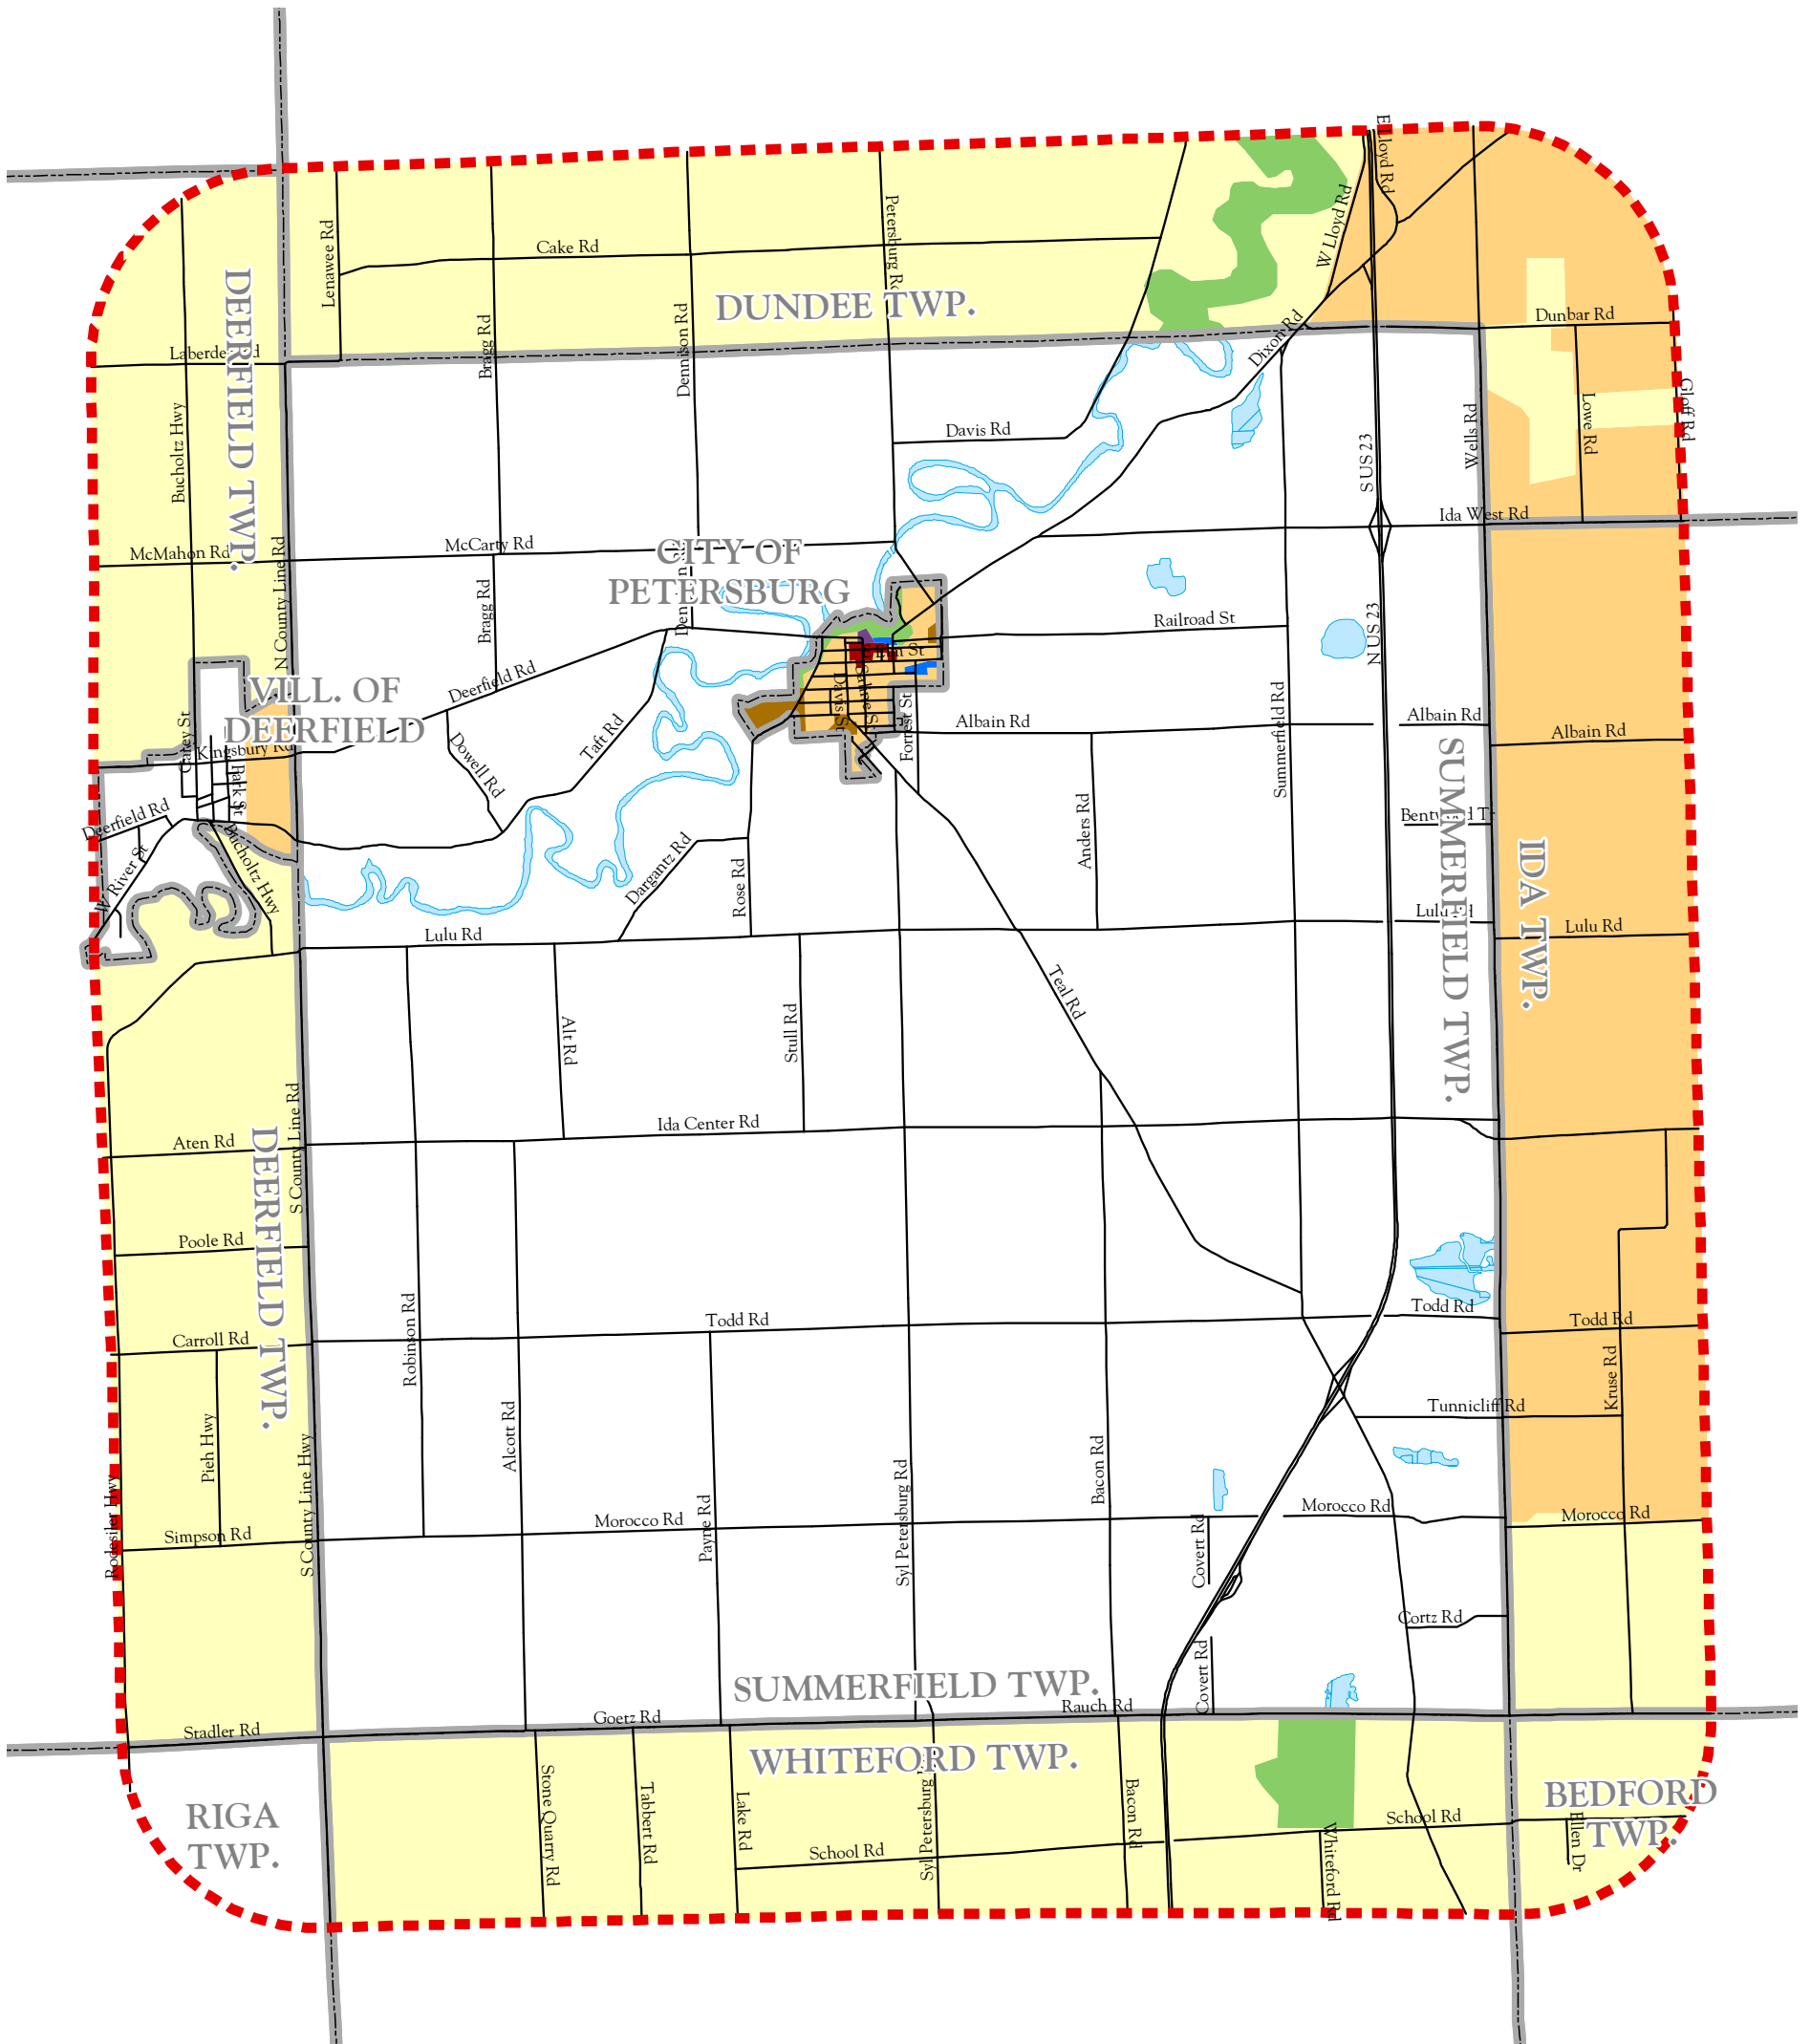 E Lloyd Rd
W Lloyd Rd
Petersburg Rd
Lenawee Rd
Cake Rd
DEERFIELD TWP.
DUNDEE TWP.
Dunbar Rd
Dixon Rd
Bragg Rd
Dennison Rd
Gloff Rd
Lowe Rd
Bucholtz Hwy
Davis Rd
Wells Rd
S US 23
Ida West Rd
McMahon Rd
N County Line Rd
McCarty Rd
CITY OF
PETERSBURG
Bragg Rd
Railroad St
N US 23
Elm St
Saline St
Davis St
Forrest St
VILL. OF
DEERFIELD
Deerfield Rd
Carey St
Kingsbury Rd
Park St
Dowell Rd
Taft Rd
Albain Rd
Summerfield Rd
Albain Rd
Albain Rd
SUMMERFIELD TWP.
Deerfield Rd
W River St
Bucholtz Hwy
Dargantz Rd
Rose Rd
Anders Rd
IDA TWP.
Lulu Rd
Lulu Rd
Lulu Rd
Alt Rd
Stull Rd
Teal Rd
S County Line Rd
DEERFIELD TWP.
Aten Rd
Ida Center Rd
Poole Rd
Robinson Rd
Carroll Rd
Todd Rd
Todd Rd
Todd Rd
Kruse Rd
Pieh Hwy
Alcott Rd
Tunnicliff Rd
S County Line Hwy
Rodesiler Hwy
Syl Petersburg Rd
Bacon Rd
Payne Rd
Simpson Rd
Morocco Rd
Morocco Rd
Morocco Rd
Covert Rd
Cortz Rd
Covert Rd
SUMMERFIELD TWP.
Goetz Rd
Rauch Rd
Stadler Rd
WHITEFORD TWP.
Stone Quarry Rd
Tabbert Rd
Lake Rd
Syl Petersburg Rd
Bacon Rd
BEDFORD
TWP.
RIGA
TWP.
School Rd
School Rd
Whiteford Rd
Ellen Dr